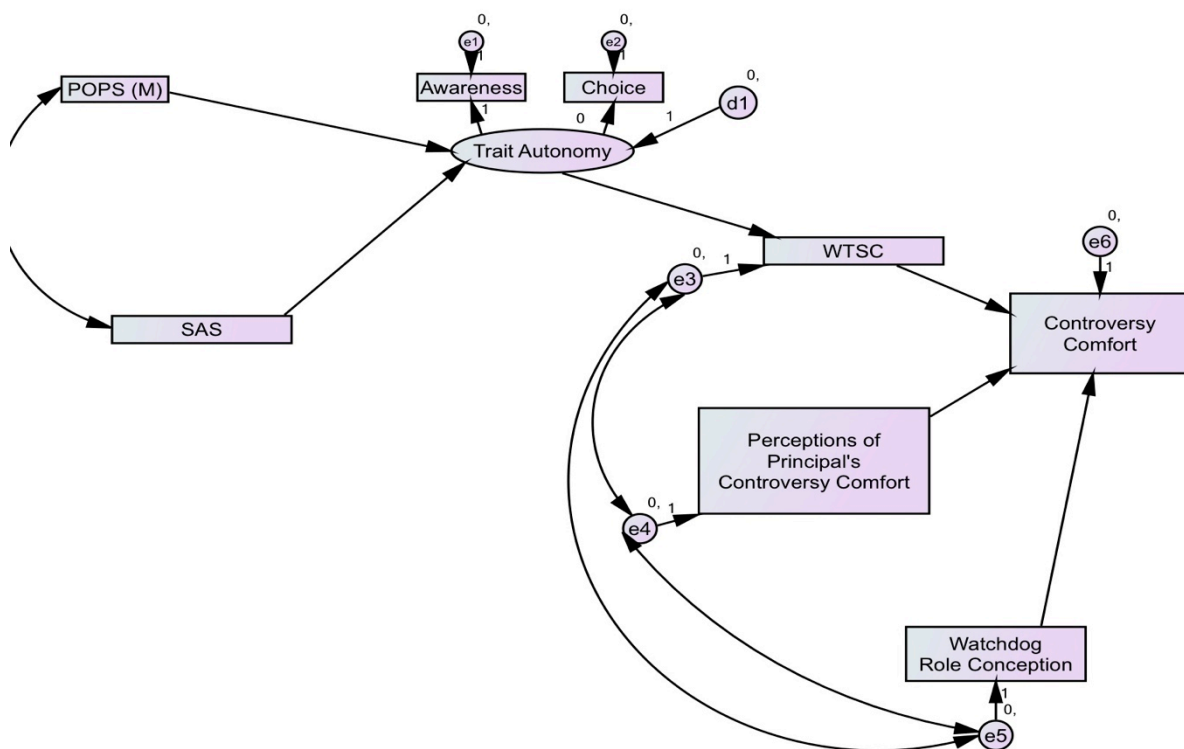 0,
0,
e1
e2
1
1
0,
POPS (M)
Awareness
Choice
d1
1
0
1
Trait Autonomy
0,
WTSC
0,
e6
e3
1
1
SAS
Controversy
Comfort
Perceptions of
Principal's
Controversy Comfort
0,
1
e4
Watchdog
Role Conception
1
0,
e5